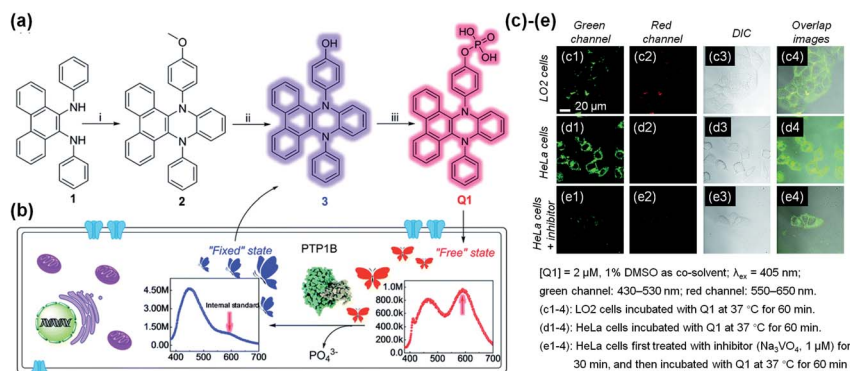 (a)
OH
HO
P
O
OH
O
O
NH
HN
N
N
N
N
N
N
i
ii
iii
1
2
3
Q1
(b)
"Fixed" state
PTP1B
"Free" state
4.50M
3.00M
1.50M
0.00
Internal standard
400 500 600 700
1.0M
800.0k
600.0k
400.0k
200.0k
400 500 600 700
PO₄³⁻
(c)-(e)
Green channel
Red channel
DIC
Overlap images
LO2 cells
(c1)
(c2)
(c3)
(c4)
20 μm
HeLa cells
(d1)
(d2)
(d3
(d4
HeLa cells + inhibitor
(e1)
(e2)
(e3)
(e4)
[Q1] = 2 μM, 1% DMSO as co-solvent; λex = 405 nm;
green channel: 430–530 nm; red channel: 550–650 nm.
(c1-4): LO2 cells incubated with Q1 at 37 °C for 60 min.
(d1-4): HeLa cells incubated with Q1 at 37 °C for 60 min.
(e1-4): HeLa cells first treated with inhibitor (Na₃VO₄, 1 μM) for
30 min, and then incubated with Q1 at 37 °C for 60 min